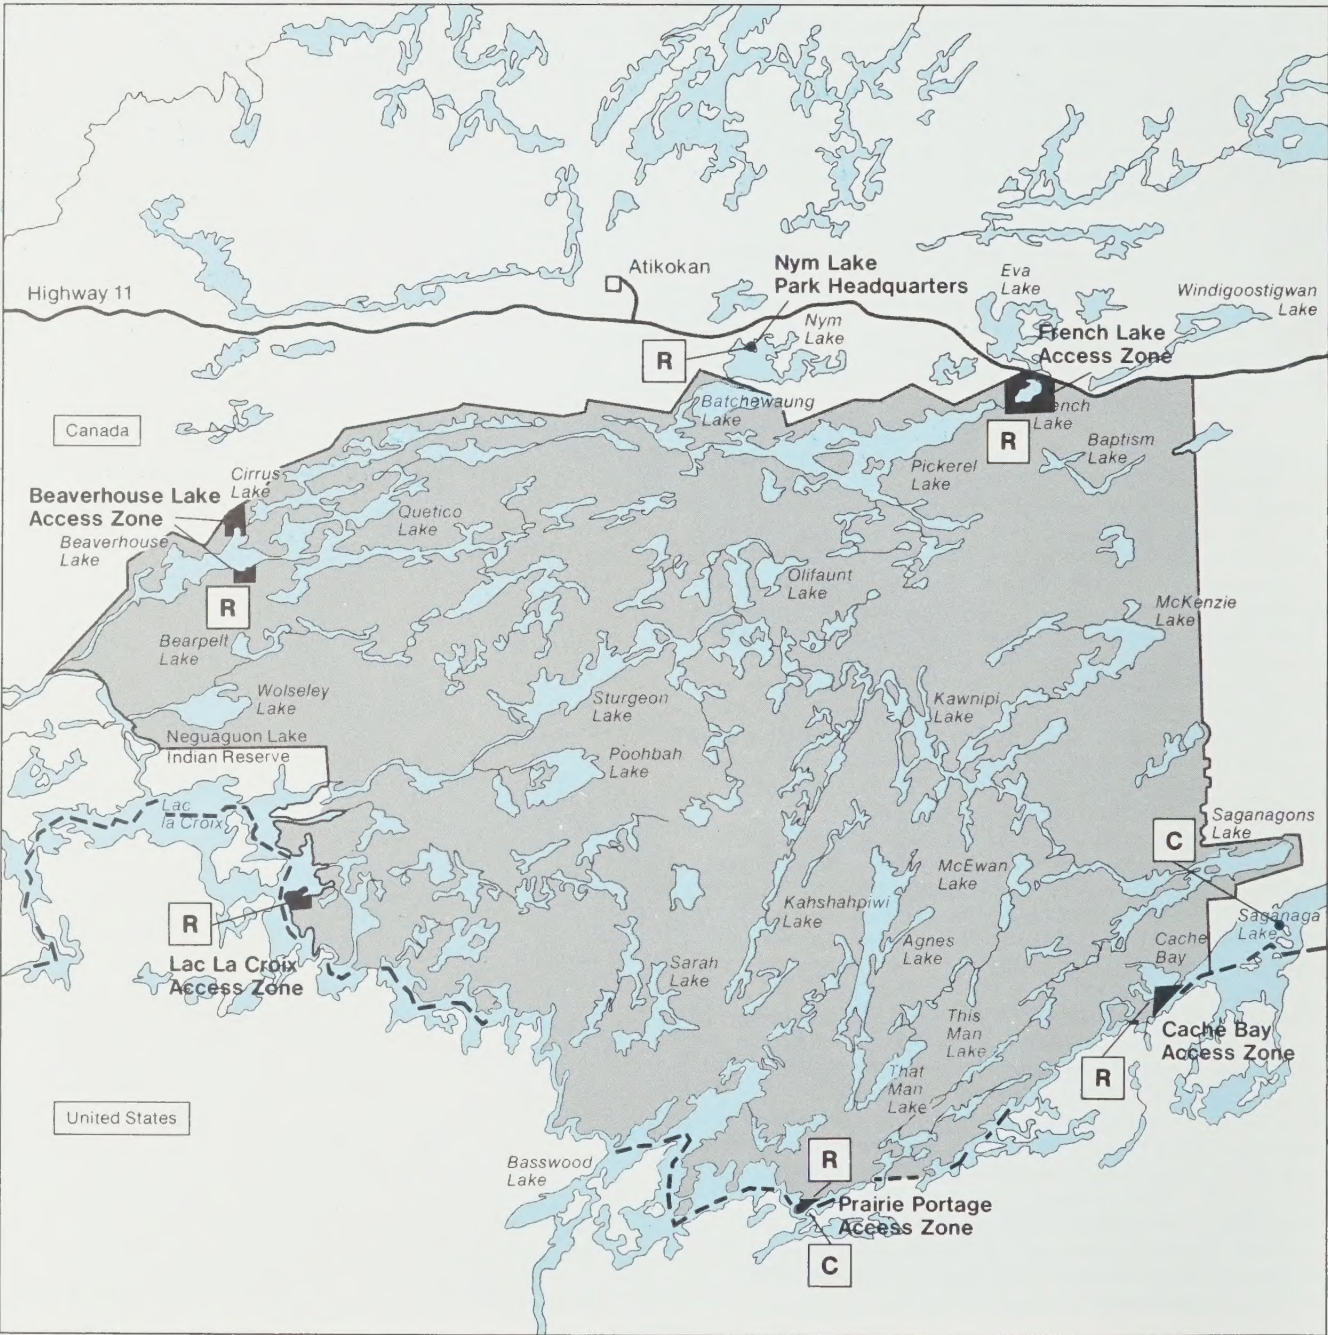 Atikokan
Nym Lake
Park Headquarters
Highway 11
Eva
Lake
Windigoostigwan
Lake
Nym
Lake
French Lake
Access Zone
R
Batchewaung
Lake
Lake
Canada
R
Baptism
Lake
Pickerel
Lake
Cirrus
Lake
Beaverhouse Lake
Access Zone
Quetico
Lake
Beaverhouse
Lake
Olifaunt
Lake
R
McKenzie
Lake
Bearpelt
Lake
Wolseley
Lake
Sturgeon
Lake
Kawnipi
Lake
Neguaguon Lake
Indian Reserve
Poohbah
Lake
Lac
la Croix
Saganagons
Lake
C
McEwan
Lake
Kahshahpiwi
Lake
R
Saganaga
Lake
Agnes
Lake
Cache
Bay
Lac La Croix
Access Zone
Sarah
Lake
This
Man
Lake
Cache Bay
Access Zone
That
Man
Lake
R
United States
Basswood
Lake
R
Prairie Portage
Access Zone
C